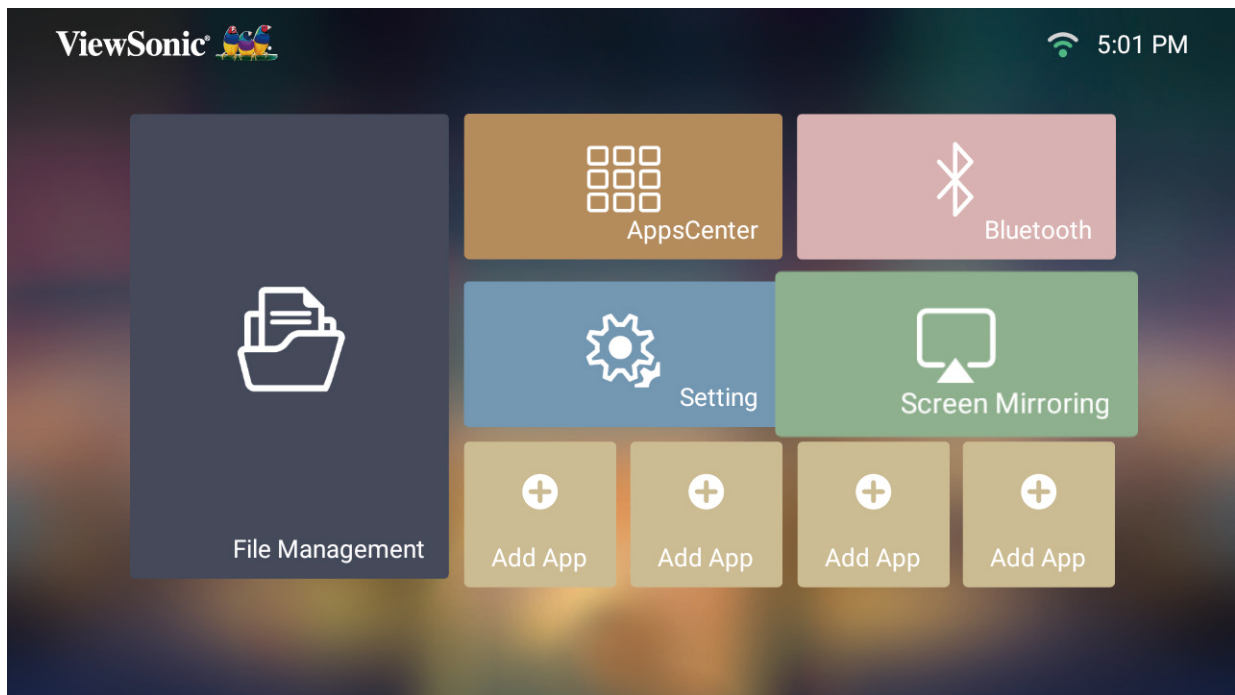 ViewSonic®
5:01 PM
AppsCenter
Bluetooth
Setting
Screen Mirroring
File Management
Add App
Add App
Add App
Add App